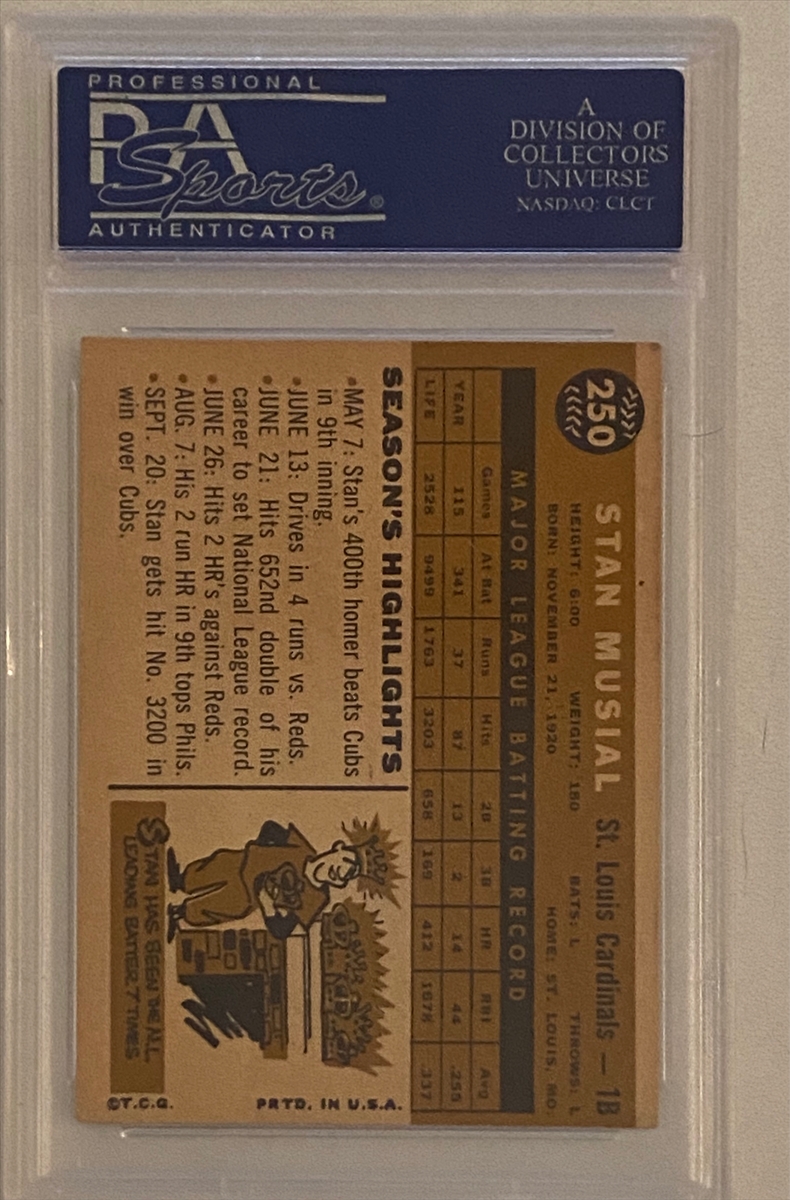 PROFESSIONAL
PSA
Sports®
AUTHENTICATOR
A
DIVISION OF
COLLECTORS
UNIVERSE
NASDAQ: CLCT
250
STAN MUSIAL St. Louis Cardinals — 1B
HEIGHT: 6:00 WEIGHT: 180 BATS: L THROWS: L
BORN: NOVEMBER 21, 1920 HOME: ST. LOUIS, MO.
MAJOR LEAGUE BATTING RECORD
Games At Bat Runs Hits 2B 3B HR RBI Avg
YEAR 115 341 37 87 13 2 14 44 .255
LIFE 2528 9499 1763 3203 658 169 412 1678 .337
SEASON'S HIGHLIGHTS
•MAY 7: Stan's 400th homer beats Cubs
in 9th inning.
•JUNE 13: Drives in 4 runs vs. Reds.
•JUNE 21: Hits 652nd double of his
career to set National League record.
•JUNE 26: Hits 2 HR's against Reds.
•AUG. 7: His 2 run HR in 9th tops Phils.
•SEPT. 20: Stan gets hit No. 3200 in
win over Cubs.
STAN HAS BEEN THE N.L.
LEADING BATTER 7 TIMES
©T.C.G. PRTD. IN U.S.A.